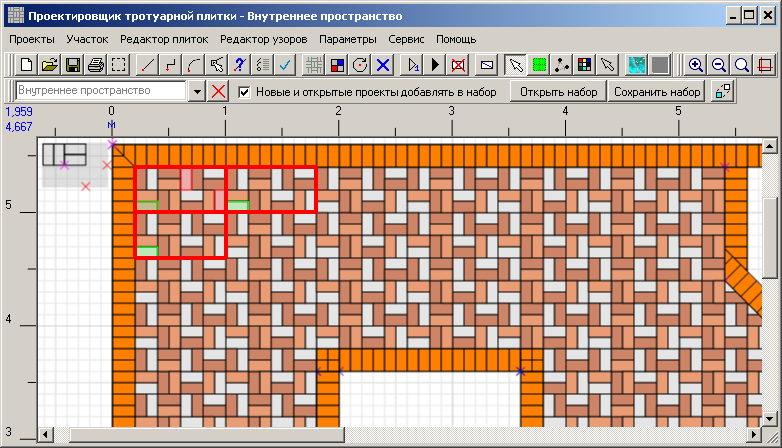 Проектировщик тротуарной плитки - Внутреннее пространство
Проекты Участок Редактор плиток Редактор узоров Параметры Сервис Помощь
Внутреннее пространство Новые и открытые проекты добавлять в набор Открыть набор Сохранить набор
1,959 0 1 2 3 4 5
4,667 м
5
4
3